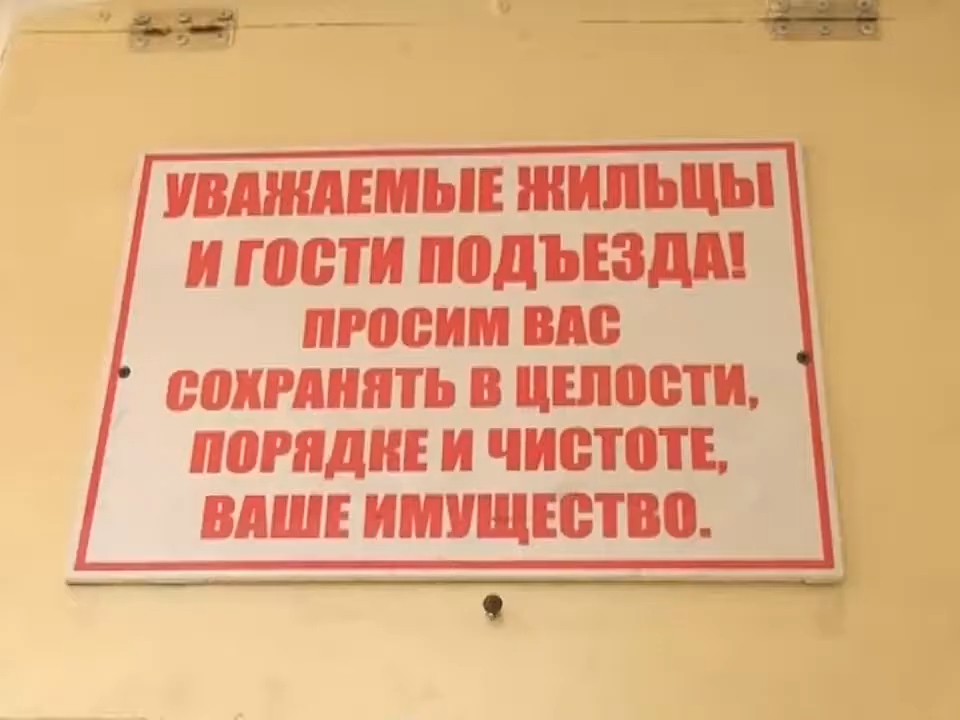 УВАЖАЕМЫЕ ЖИЛЬЦЫ
И ГОСТИ ПОДЪЕЗДА!
ПРОСИМ ВАС
СОХРАНЯТЬ В ЦЕЛОСТИ,
ПОРЯДКЕ И ЧИСТОТЕ,
ВАШЕ ИМУЩЕСТВО.